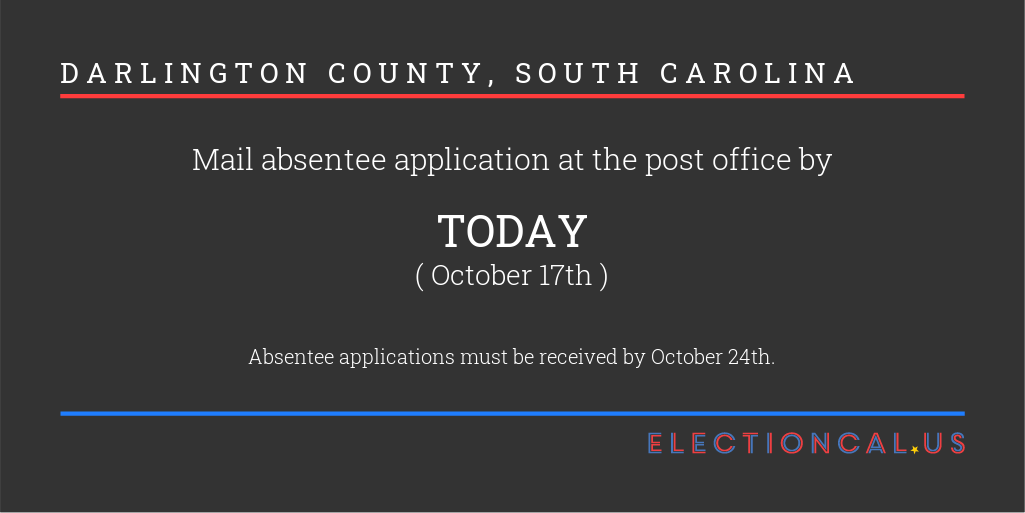 DARLINGTON COUNTY, SOUTH CAROLINA
Mail absentee application at the post office by
TODAY
( October 17th )
Absentee applications must be received by October 24th.
ELECTIONCAL.US